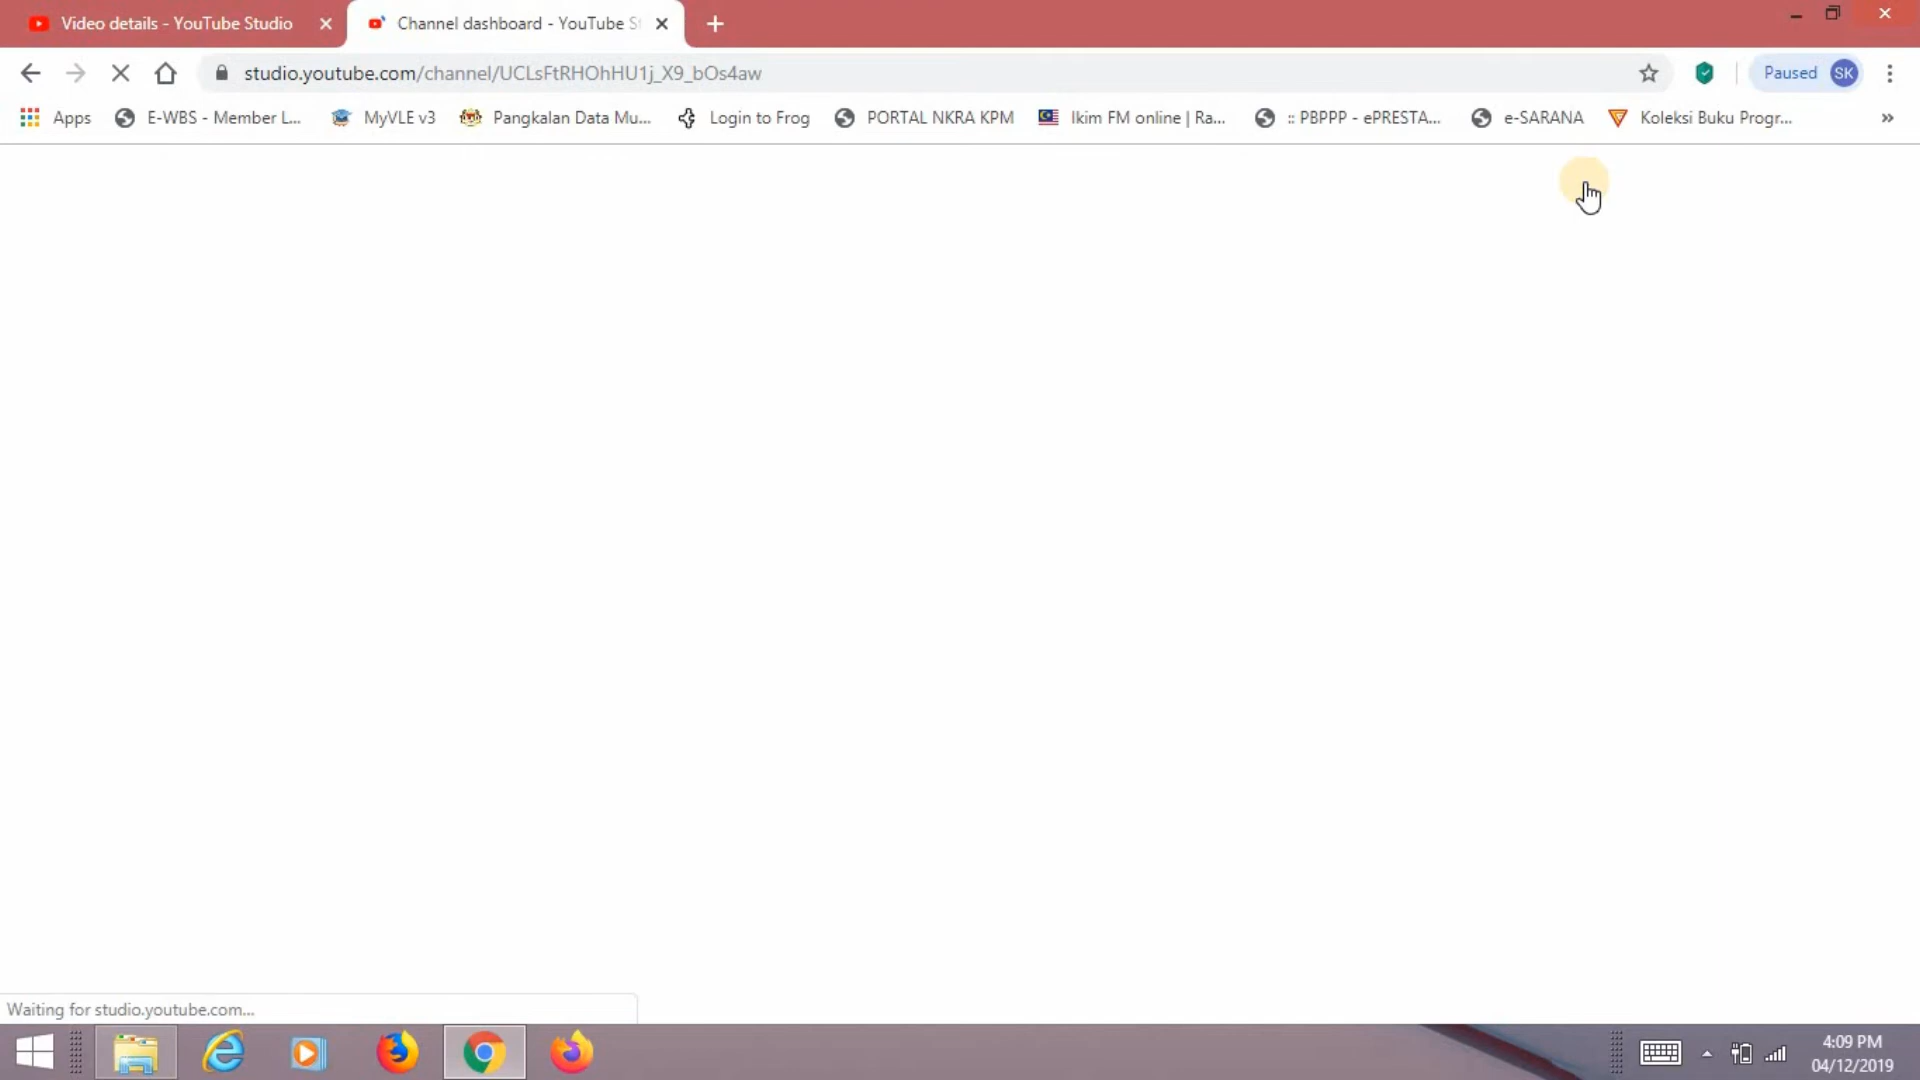 Video details - YouTube Studio
Channel dashboard - YouTube S
studio.youtube.com/channel/UCLsFtRHOhHU1j_X9_bOs4aw
Paused SK
Apps E-WBS - Member L... MyVLE v3 Pangkalan Data Mu... Login to Frog PORTAL NKRA KPM Ikim FM online | Ra... :: PBPPP - ePRESTA... e-SARANA Koleksi Buku Progr... »
Waiting for studio.youtube.com...
4:09 PM
04/12/2019